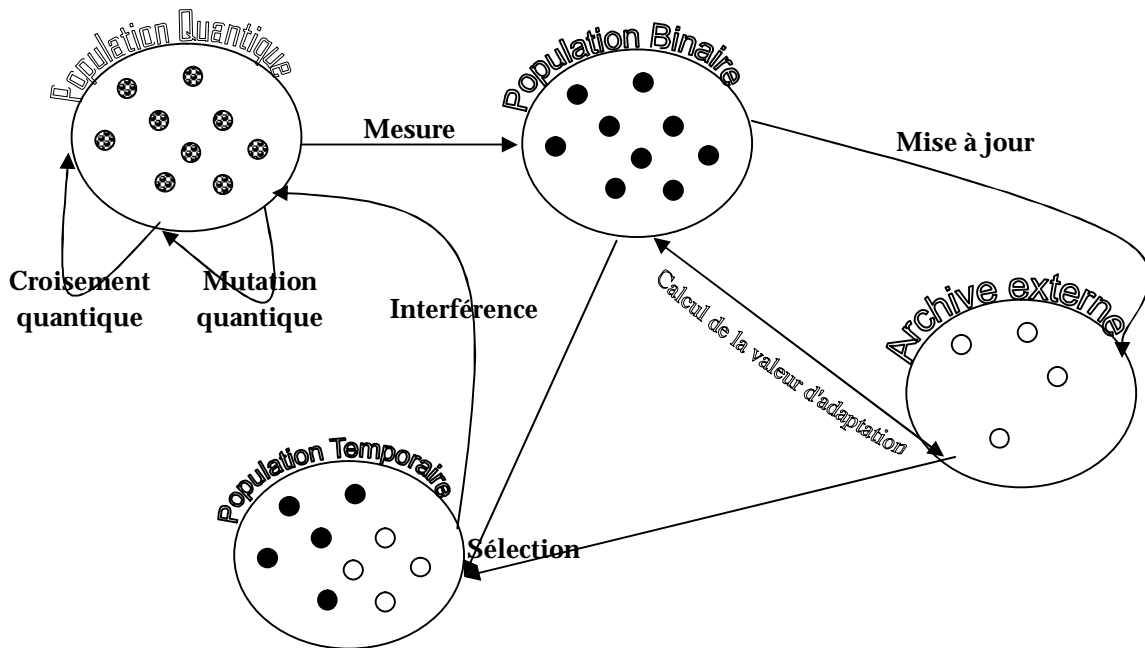 Population Quantique
Population Binaire
Mesure
Mise à jour
Croisement
quantique
Mutation
quantique
Interférence
Calcul de la valeur d'adaptation
Archive externe
Population Temporaire
Sélection